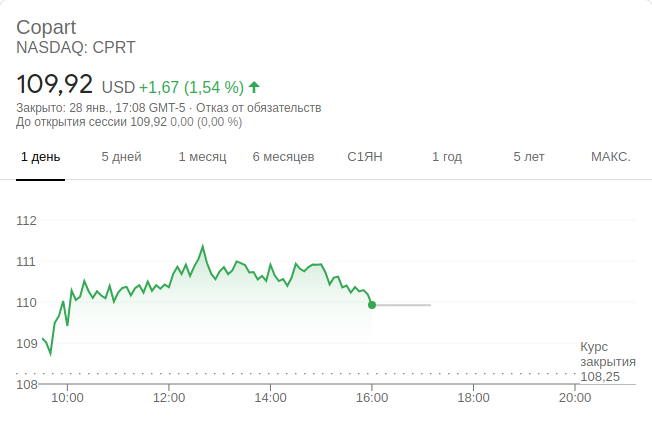 Copart
NASDAQ: CPRT
109,92 USD +1,67 (1,54 %)
Закрыто: 28 янв., 17:08 GMT-5 · Отказ от обязательств
До открытия сессии 109,92 0,00 (0,00 %)
1 день 5 дней 1 месяц 6 месяцев С1ЯН 1 год 5 лет МАКС.
112
111
110
109
Курс
закрытия
108,25
108
10:00 12:00 14:00 16:00 18:00 20:00